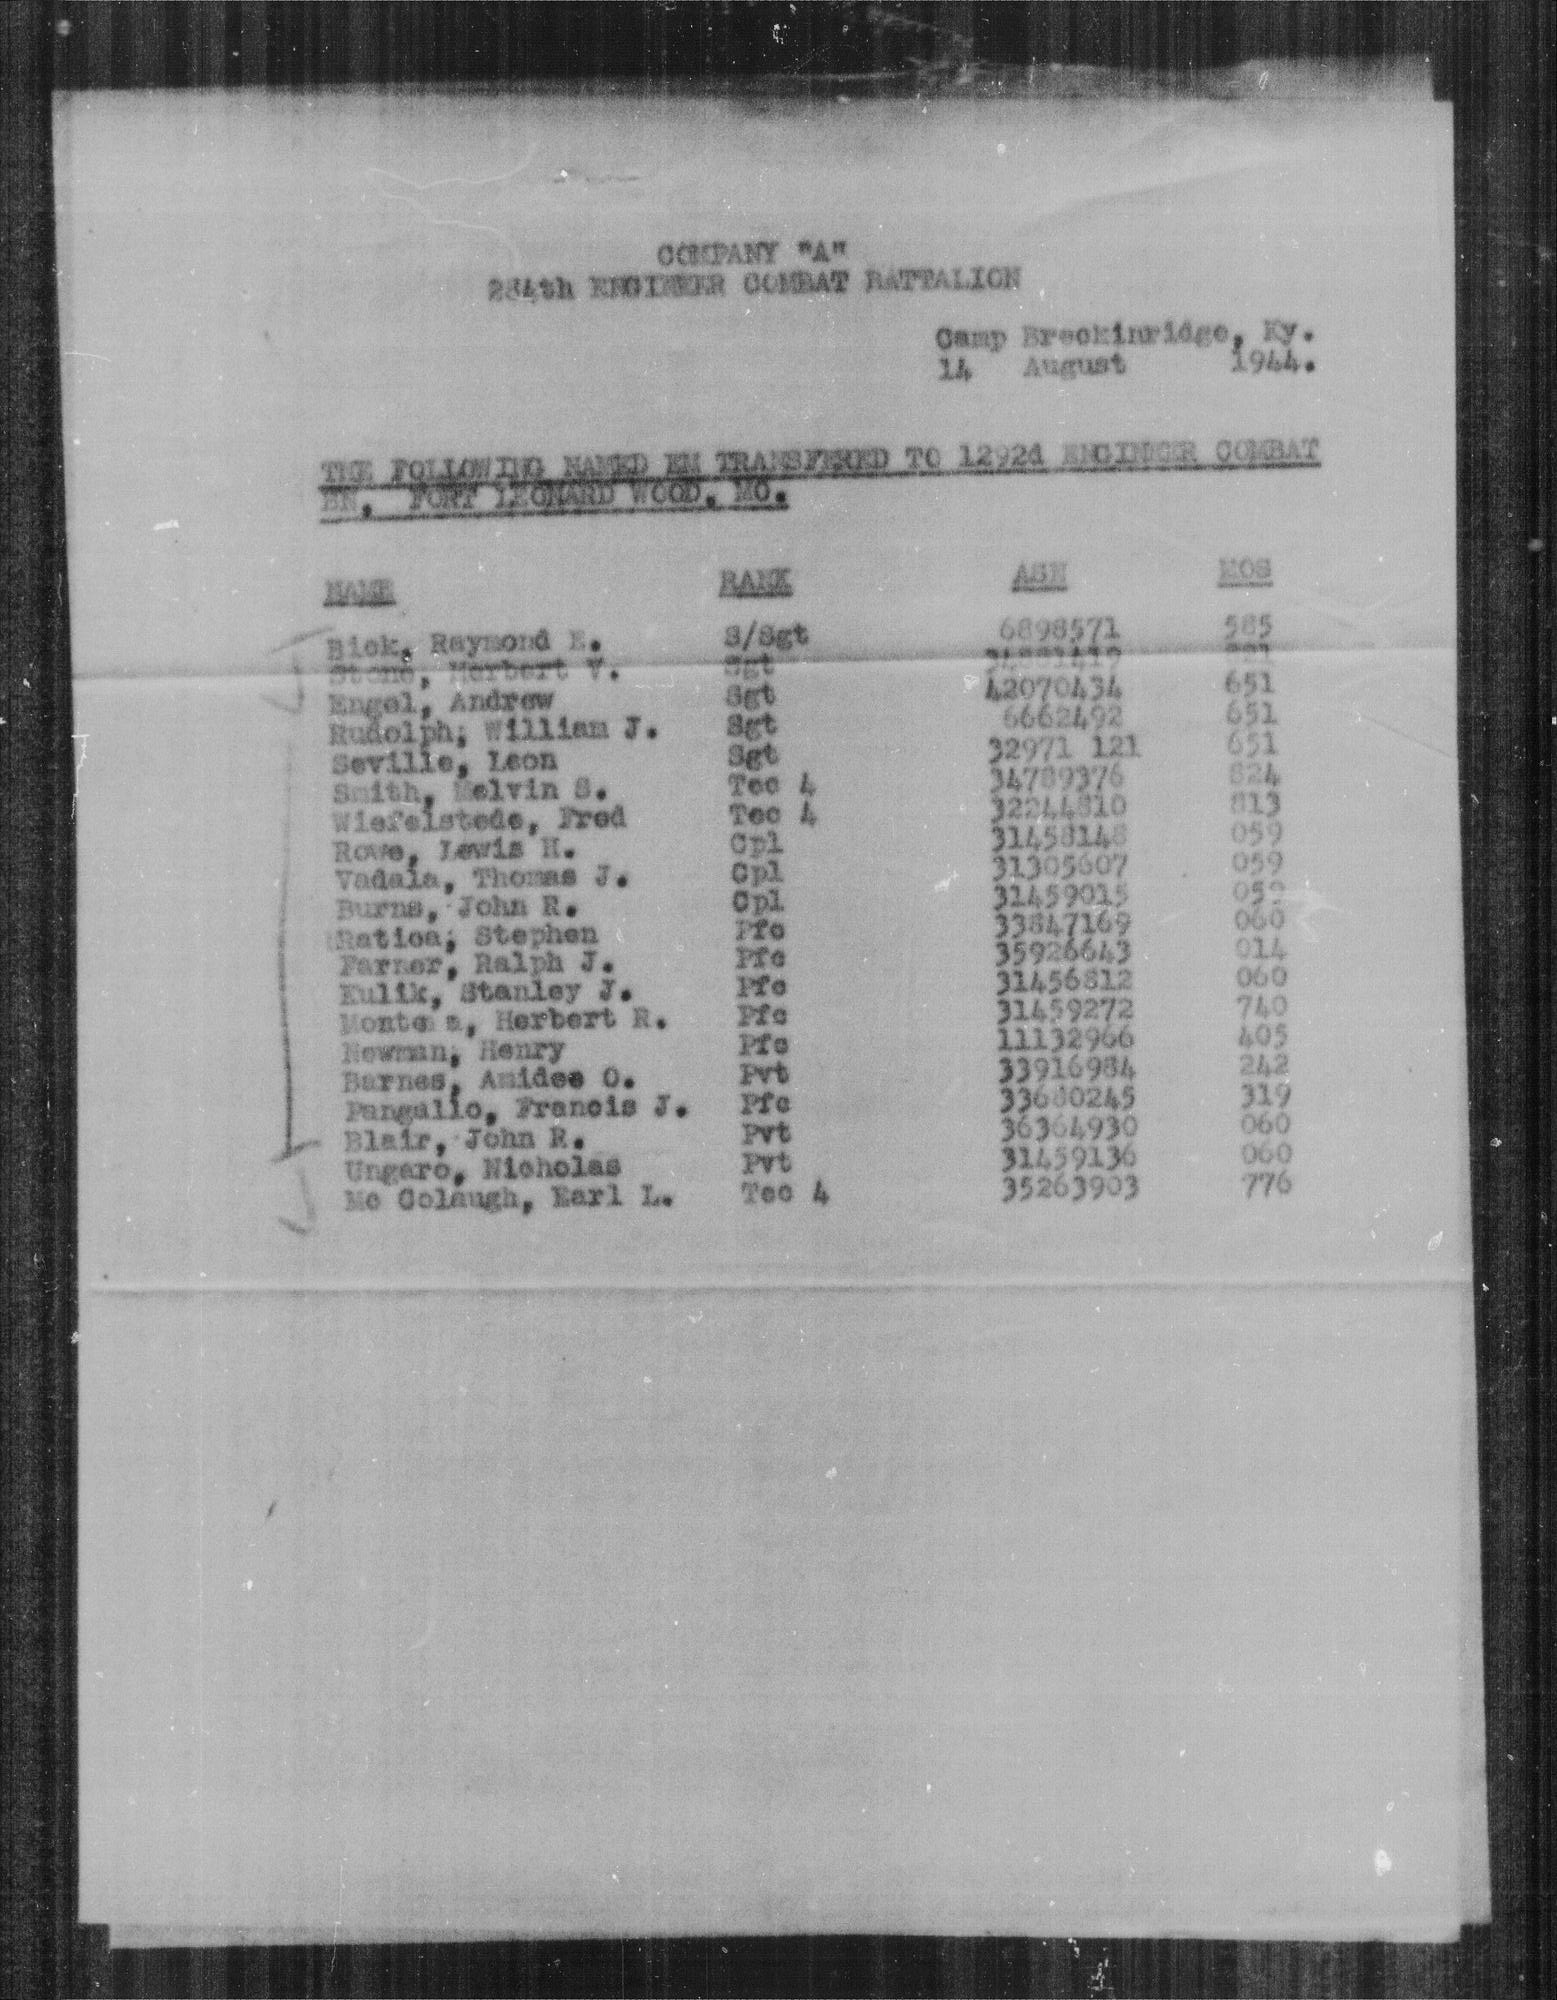 COMPANY "A"
284th ENGINEER COMBAT BATTALION
Camp Breckinridge, Ky.
14 August 1944.
THE FOLLOWING NAMED EM TRANSFERED TO 1292d ENGINEER COMBAT
BN, FORT LEONARD WOOD, MO.
NAME RANK ASN MOS
Bick, Raymond E. S/Sgt 6898571 585
Stone, Herbert V. Sgt
Engel, Andrew Sgt 42070434 651
Rudolph, William J. Sgt 6662492 651
Seville, Leon Sgt 32971 121 651
Smith, Melvin S. Tec 4 34789376 824
Wiefelstede, Fred Tec 4 32244810 813
Rowe, Lewis H. Cpl 31458148 059
Vadala, Thomas J. Cpl 31305607 059
Burns, John R. Cpl 31459015 059
Ratica, Stephen Pfc 33847169 060
Farner, Ralph J. Pfc 35926643 014
Kulik, Stanley J. Pfc 31456812 060
Herbert R. Pfc 31459272 740
Newman, Henry Pfc 11132966 405
Barnes, Amidee O. Pvt 33916984 242
Pangallo, Francis J. Pfc 33680245 319
Blair, John R. Pvt 36364930 060
Ungaro, Nicholas Pvt 31459136 060
Mc Colaugh, Earl L. Tec 4 35263903 776